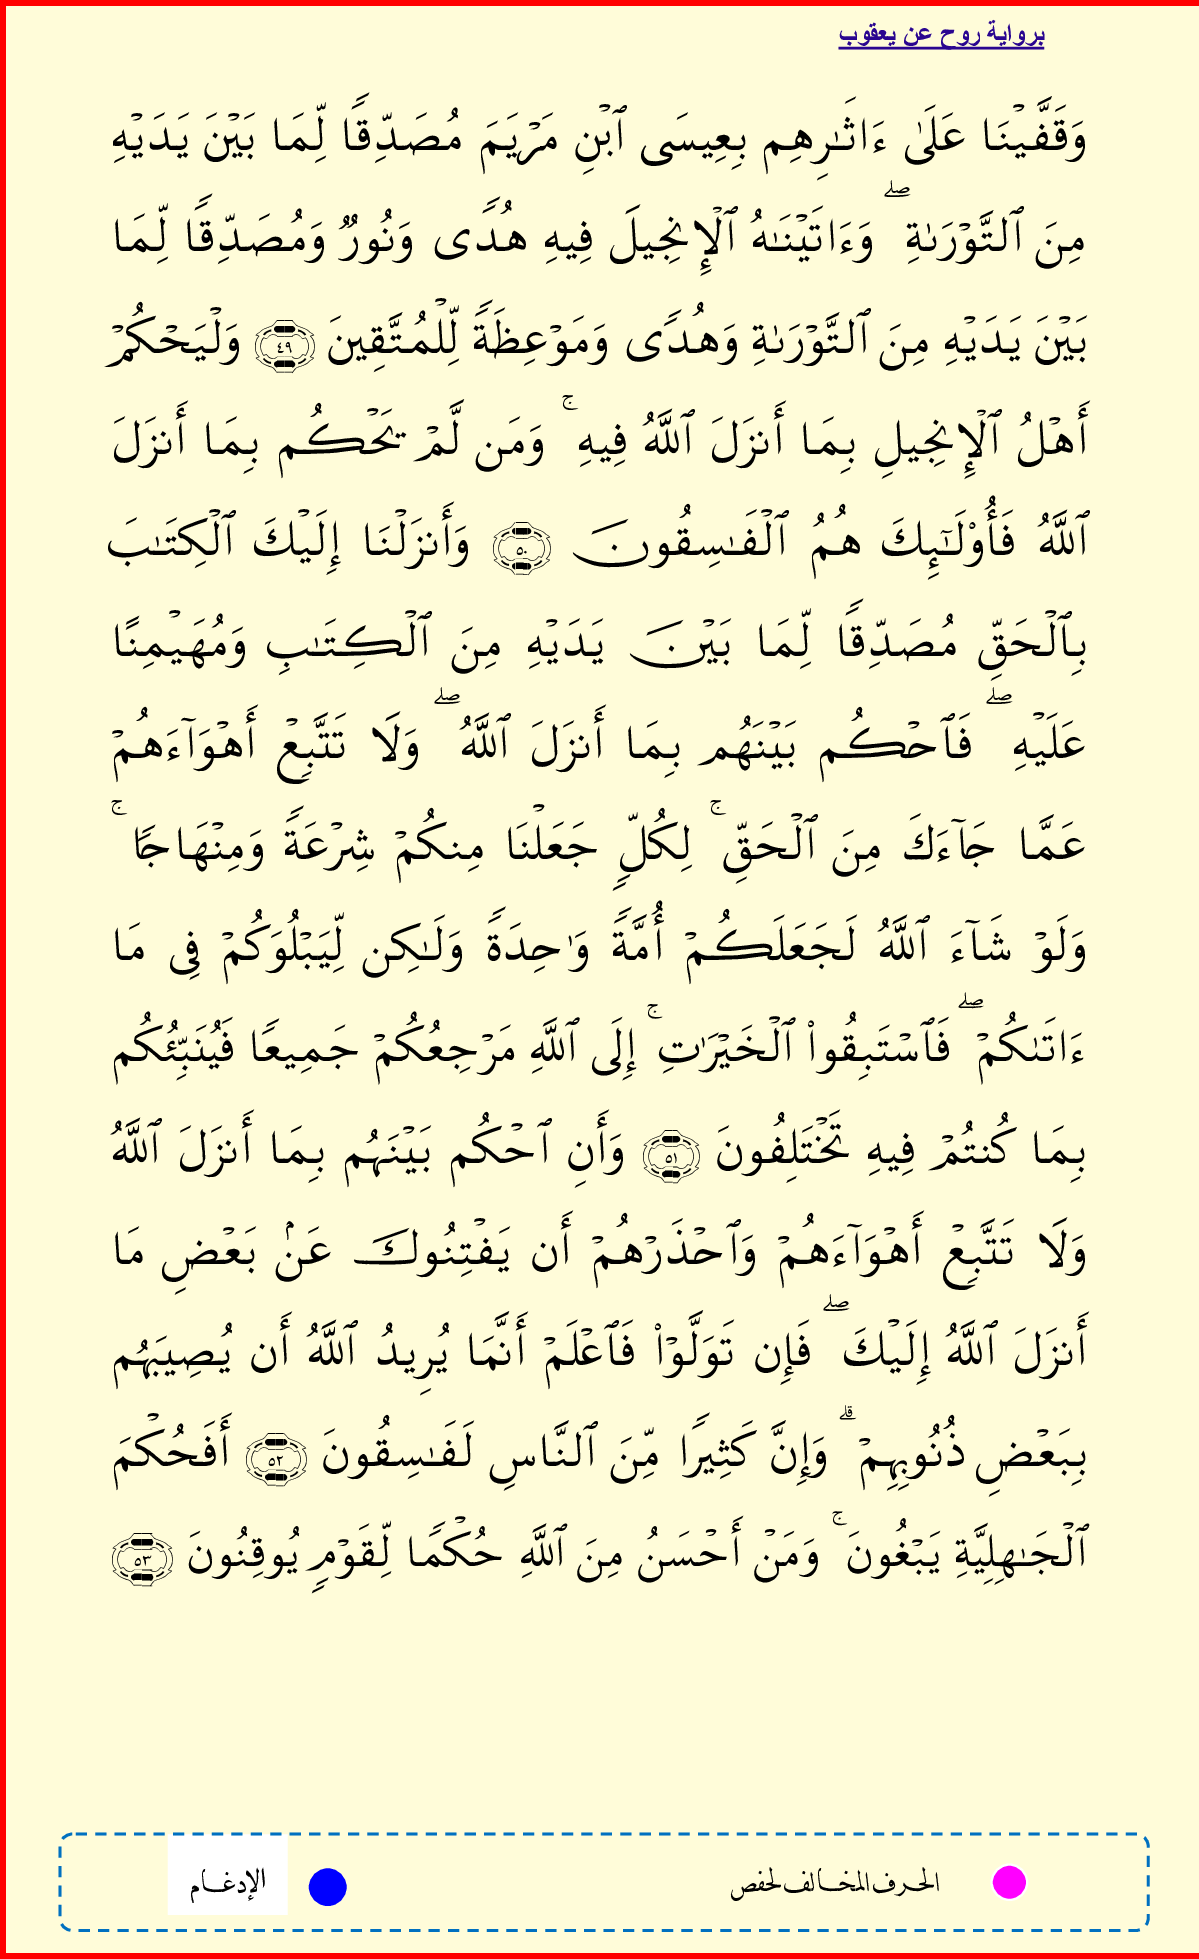 برواية روح عن يعقوب
وَقَفَّيۡنَا عَلَىٰٓ ءَاثَٰرِهِم بِعِيسَى ٱبۡنِ مَرۡيَمَ مُصَدِّقٗا لِّمَا بَيۡنَ يَدَيۡهِ
مِنَ ٱلتَّوۡرَىٰةِۖ وَءَاتَيۡنَٰهُ ٱلۡإِنجِيلَ فِيهِ هُدٗى وَنُورٞ وَمُصَدِّقٗا لِّمَا
بَيۡنَ يَدَيۡهِ مِنَ ٱلتَّوۡرَىٰةِ وَهُدٗى وَمَوۡعِظَةٗ لِّلۡمُتَّقِينَ ٤٩ وَلۡيَحۡكُمۡ
أَهۡلُ ٱلۡإِنجِيلِ بِمَا أَنزَلَ ٱللَّهُ فِيهِۚ وَمَن لَّمۡ يَحۡكُم بِمَا أَنزَلَ
ٱللَّهُ فَأُوْلَٰٓئِكَ هُمُ ٱلۡفَٰسِقُونَ ٥٠ وَأَنزَلۡنَا إِلَيۡكَ ٱلۡكِتَٰبَ
بِٱلۡحَقِّ مُصَدِّقٗا لِّمَا بَيۡنَ يَدَيۡهِ مِنَ ٱلۡكِتَٰبِ وَمُهَيۡمِنًا
عَلَيۡهِۖ فَٱحۡكُم بَيۡنَهُم بِمَا أَنزَلَ ٱللَّهُۖ وَلَا تَتَّبِعۡ أَهۡوَآءَهُمۡ
عَمَّا جَآءَكَ مِنَ ٱلۡحَقِّۚ لِكُلّٖ جَعَلۡنَا مِنكُمۡ شِرۡعَةٗ وَمِنۡهَاجٗاۚ
وَلَوۡ شَآءَ ٱللَّهُ لَجَعَلَكُمۡ أُمَّةٗ وَٰحِدَةٗ وَلَٰكِن لِّيَبۡلُوَكُمۡ فِي مَا
ءَاتَىٰكُمۡۖ فَٱسۡتَبِقُواْ ٱلۡخَيۡرَٰتِۚ إِلَى ٱللَّهِ مَرۡجِعُكُمۡ جَمِيعٗا فَيُنَبِّئُكُم
بِمَا كُنتُمۡ فِيهِ تَخۡتَلِفُونَ ٥١ وَأَنِ ٱحۡكُم بَيۡنَهُم بِمَا أَنزَلَ ٱللَّهُ
وَلَا تَتَّبِعۡ أَهۡوَآءَهُمۡ وَٱحۡذَرۡهُمۡ أَن يَفۡتِنُوكَ عَنۢ بَعۡضِ مَا
أَنزَلَ ٱللَّهُ إِلَيۡكَۖ فَإِن تَوَلَّوۡاْ فَٱعۡلَمۡ أَنَّمَا يُرِيدُ ٱللَّهُ أَن يُصِيبَهُم
بِبَعۡضِ ذُنُوبِهِمۡۗ وَإِنَّ كَثِيرٗا مِّنَ ٱلنَّاسِ لَفَٰسِقُونَ ٥٢ أَفَحُكۡمَ
ٱلۡجَٰهِلِيَّةِ يَبۡغُونَۚ وَمَنۡ أَحۡسَنُ مِنَ ٱللَّهِ حُكۡمٗا لِّقَوۡمٖ يُوقِنُونَ ٥٣
الحرف المخالف لحفص
الإدغام